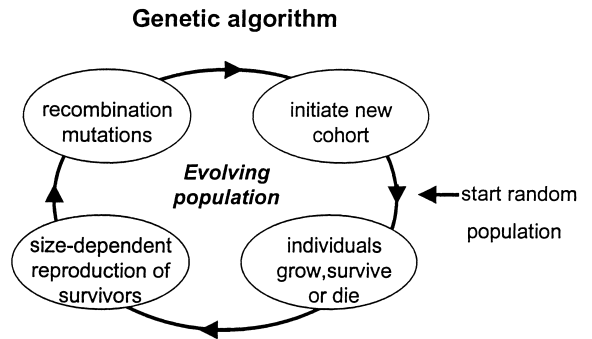 Genetic algorithm
recombination
mutations
initiate new
cohort
Evolving
population
start random
population
size-dependent
reproduction of
survivors
individuals
grow,survive
or die